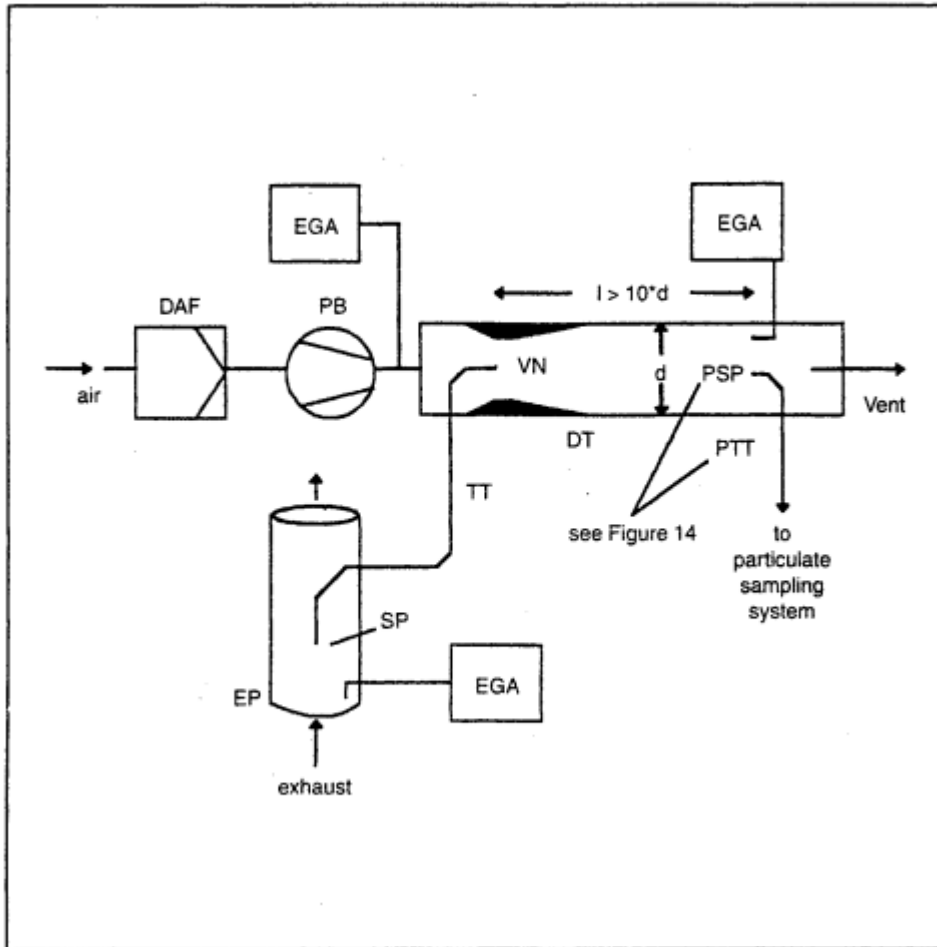 EGA
EGA
l > 10*d
DAF
PB
VN
d
PSP
air
Vent
DT
PTT
TT
see Figure 14
to
particulate
sampling
system
SP
EP
EGA
exhaust